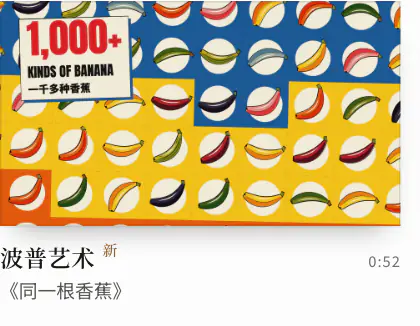 1,000+
KINDS OF BANANA
一千多种香蕉
波普艺术 新
0:52
《同一根香蕉》